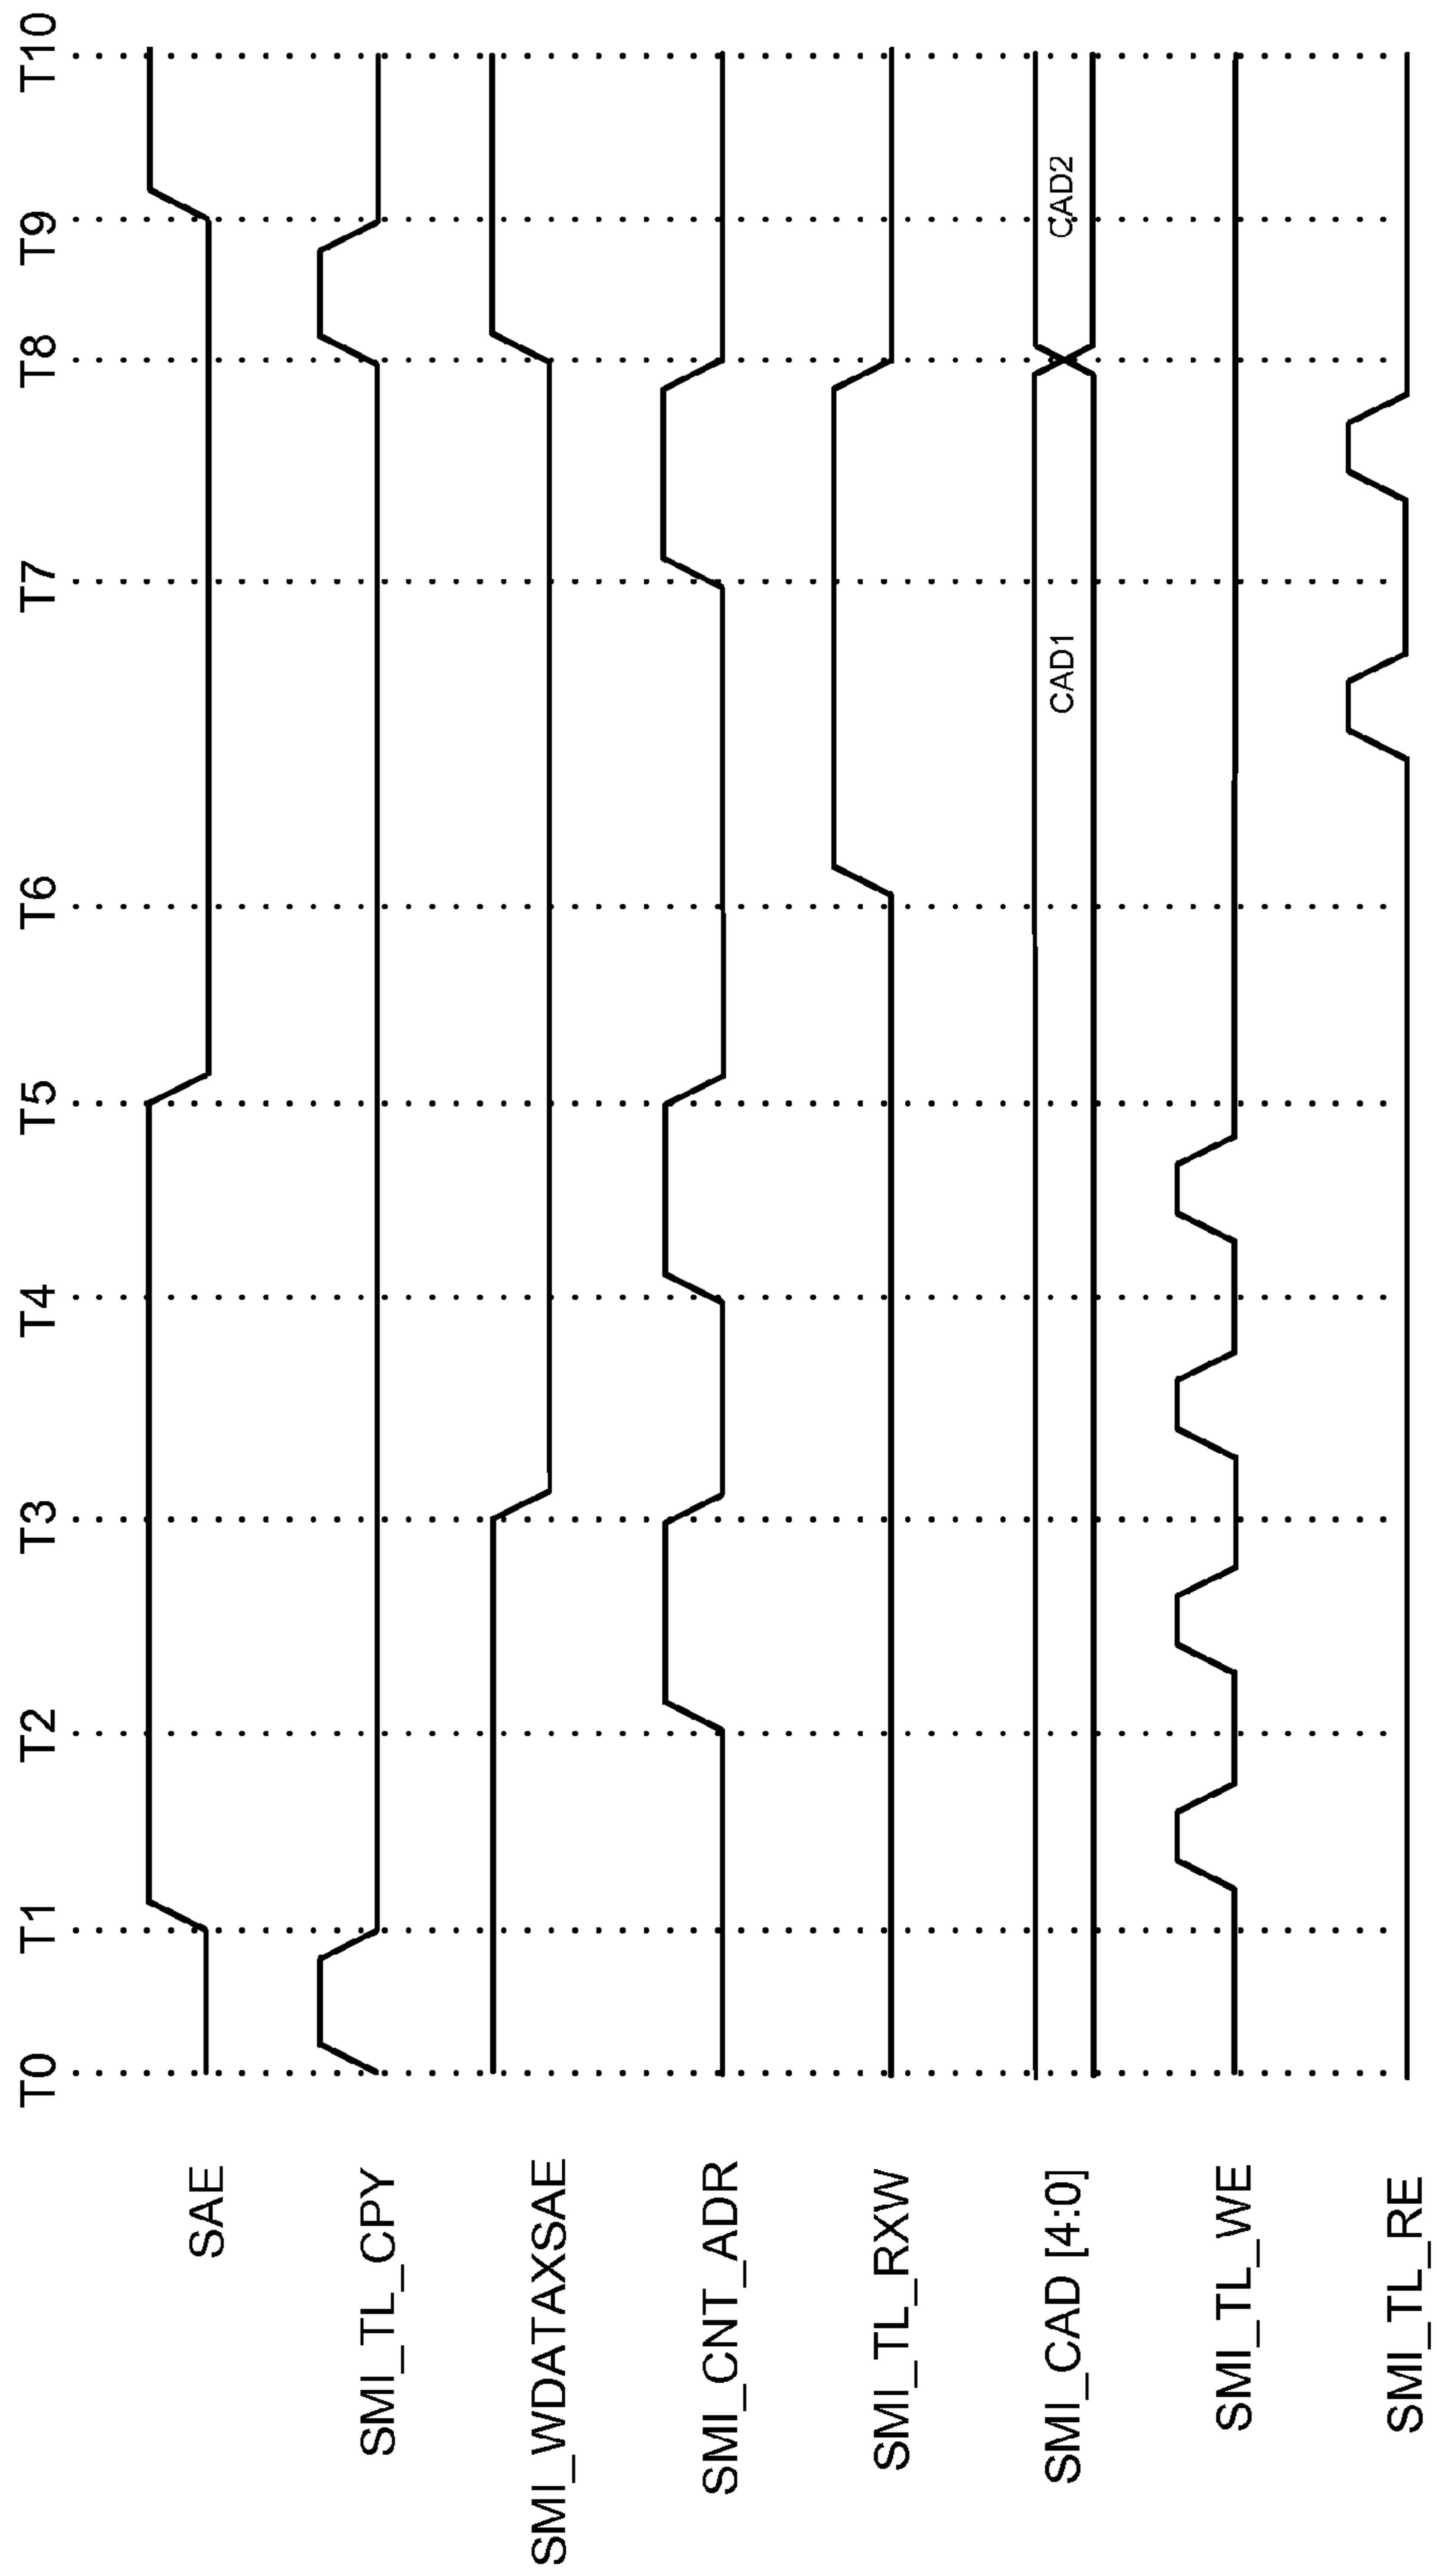 T0 T1 T2 T3 T4 T5 T6 T7 T8 T9 T10
SAE
SMI_TL_CPY
SMI_WDATAXSAE
SMI_CNT_ADR
SMI_TL_RXW
SMI_CAD [4:0] CAD1 CAD2
SMI_TL_WE
SMI_TL_RE